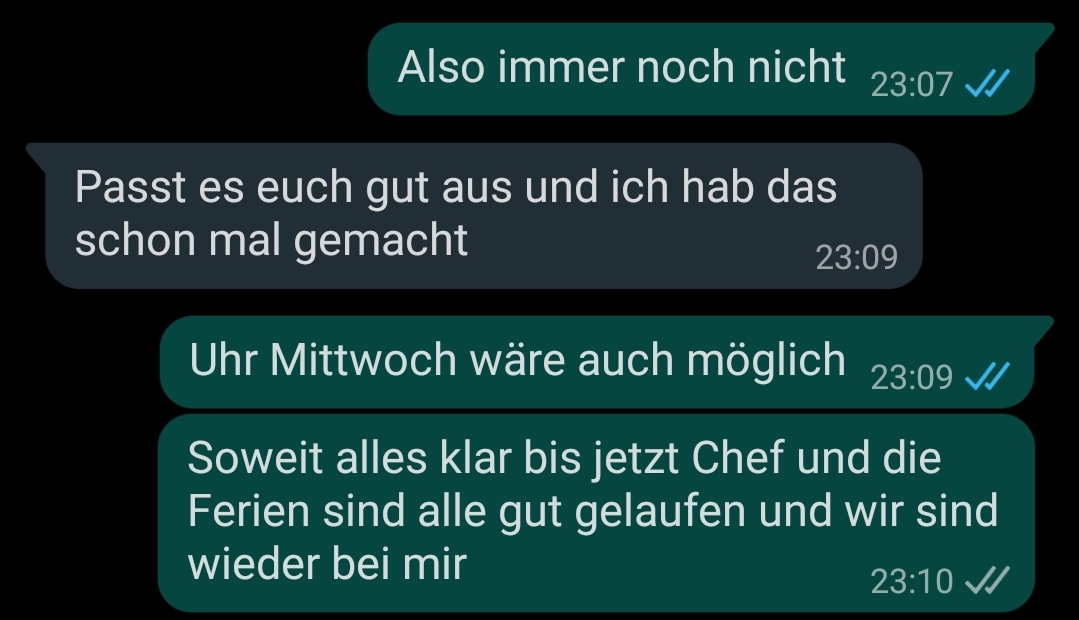 Also immer noch nicht 23:07
Passt es euch gut aus und ich hab das
schon mal gemacht
23:09
Uhr Mittwoch wäre auch möglich 23:09
Soweit alles klar bis jetzt Chef und die
Ferien sind alle gut gelaufen und wir sind
wieder bei mir
23:10